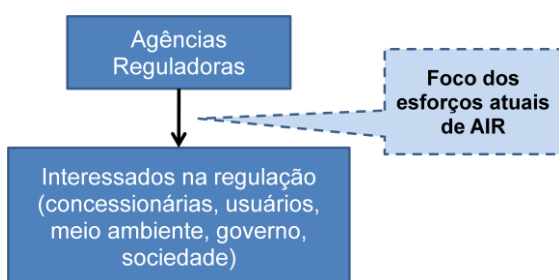 Agências
Reguladoras
Foco dos
esforços atuais
de AIR
Interessados na regulação
(concessionárias, usuários,
meio ambiente, governo,
sociedade)